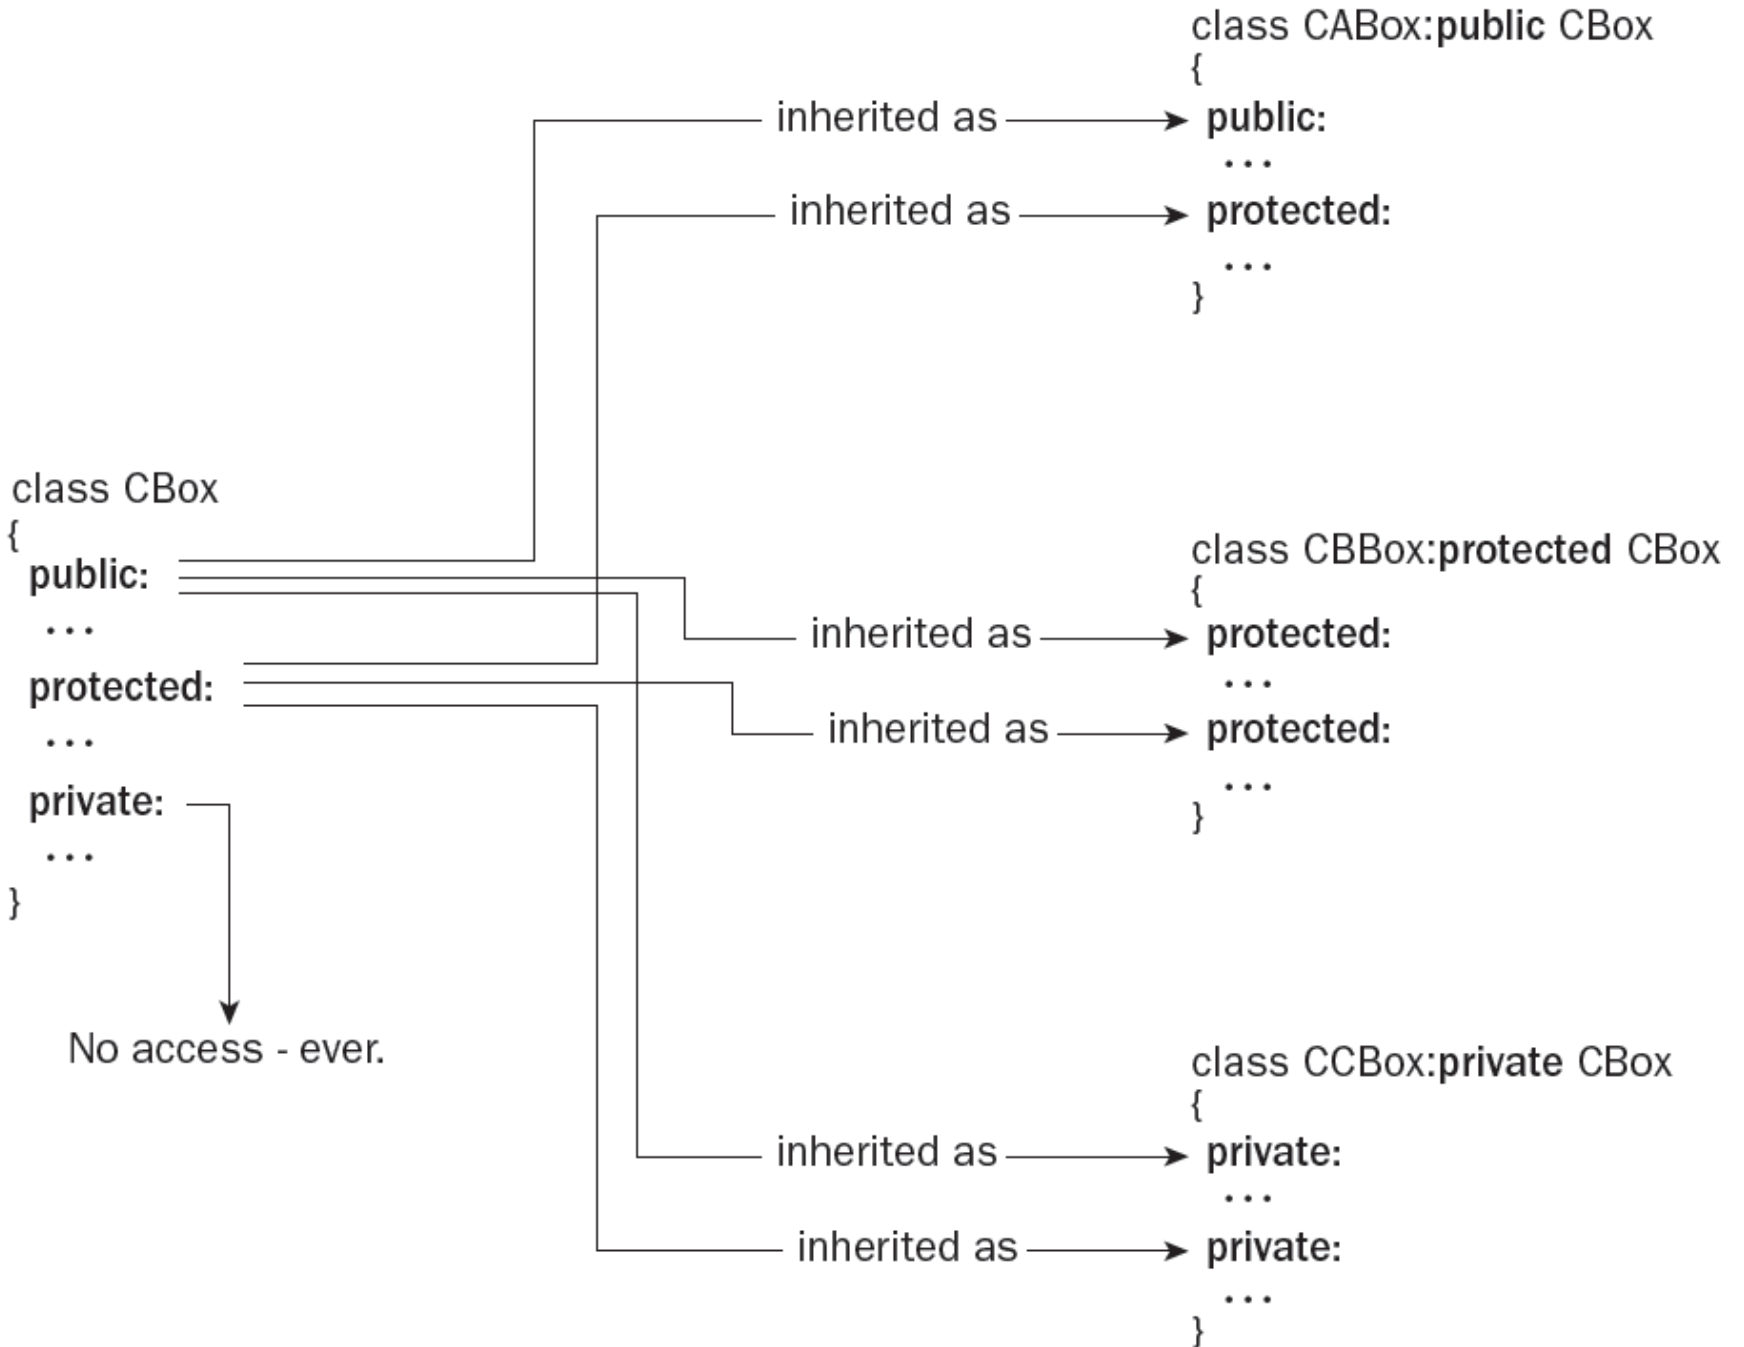 class CABox:public CBox
{
inherited as
public:
...
inherited as
protected:
...
}
class CBox
{
public:
...
protected:
...
private:
...
}
No access - ever.
class CBBox:protected CBox
{
inherited as
protected:
...
inherited as
protected:
...
}
class CCBox:private CBox
{
inherited as
private:
...
inherited as
private:
...
}